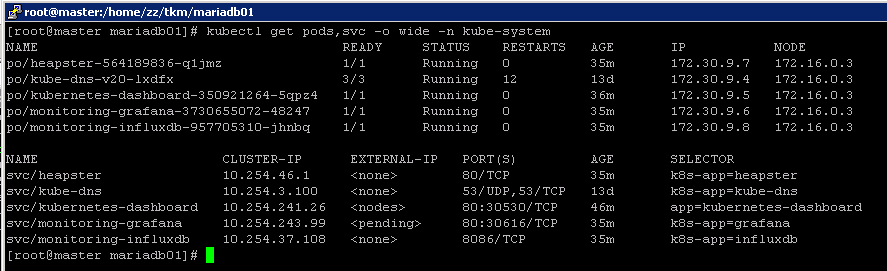 root@master:/home/zz/tkm/mariadb01
[root@master mariadb01]# kubectl get pods,svc -o wide -n kube-system
NAME READY STATUS RESTARTS AGE IP NODE
po/heapster-564189836-q1jmz 1/1 Running 0 35m 172.30.9.7 172.16.0.3
po/kube-dns-v20-lxdfx 3/3 Running 12 13d 172.30.9.4 172.16.0.3
po/kubernetes-dashboard-350921264-5qpz4 1/1 Running 0 36m 172.30.9.5 172.16.0.3
po/monitoring-grafana-3730655072-48247 1/1 Running 0 35m 172.30.9.6 172.16.0.3
po/monitoring-influxdb-957705310-jhnbq 1/1 Running 0 35m 172.30.9.8 172.16.0.3
NAME CLUSTER-IP EXTERNAL-IP PORT(S) AGE SELECTOR
svc/heapster 10.254.46.1 <none> 80/TCP 35m k8s-app=heapster
svc/kube-dns 10.254.3.100 <none> 53/UDP,53/TCP 13d k8s-app=kube-dns
svc/kubernetes-dashboard 10.254.241.26 <nodes> 80:30530/TCP 46m app=kubernetes-dashboard
svc/monitoring-grafana 10.254.243.99 <pending> 80:30616/TCP 35m k8s-app=grafana
svc/monitoring-influxdb 10.254.37.108 <none> 8086/TCP 35m k8s-app=influxdb
[root@master mariadb01]#